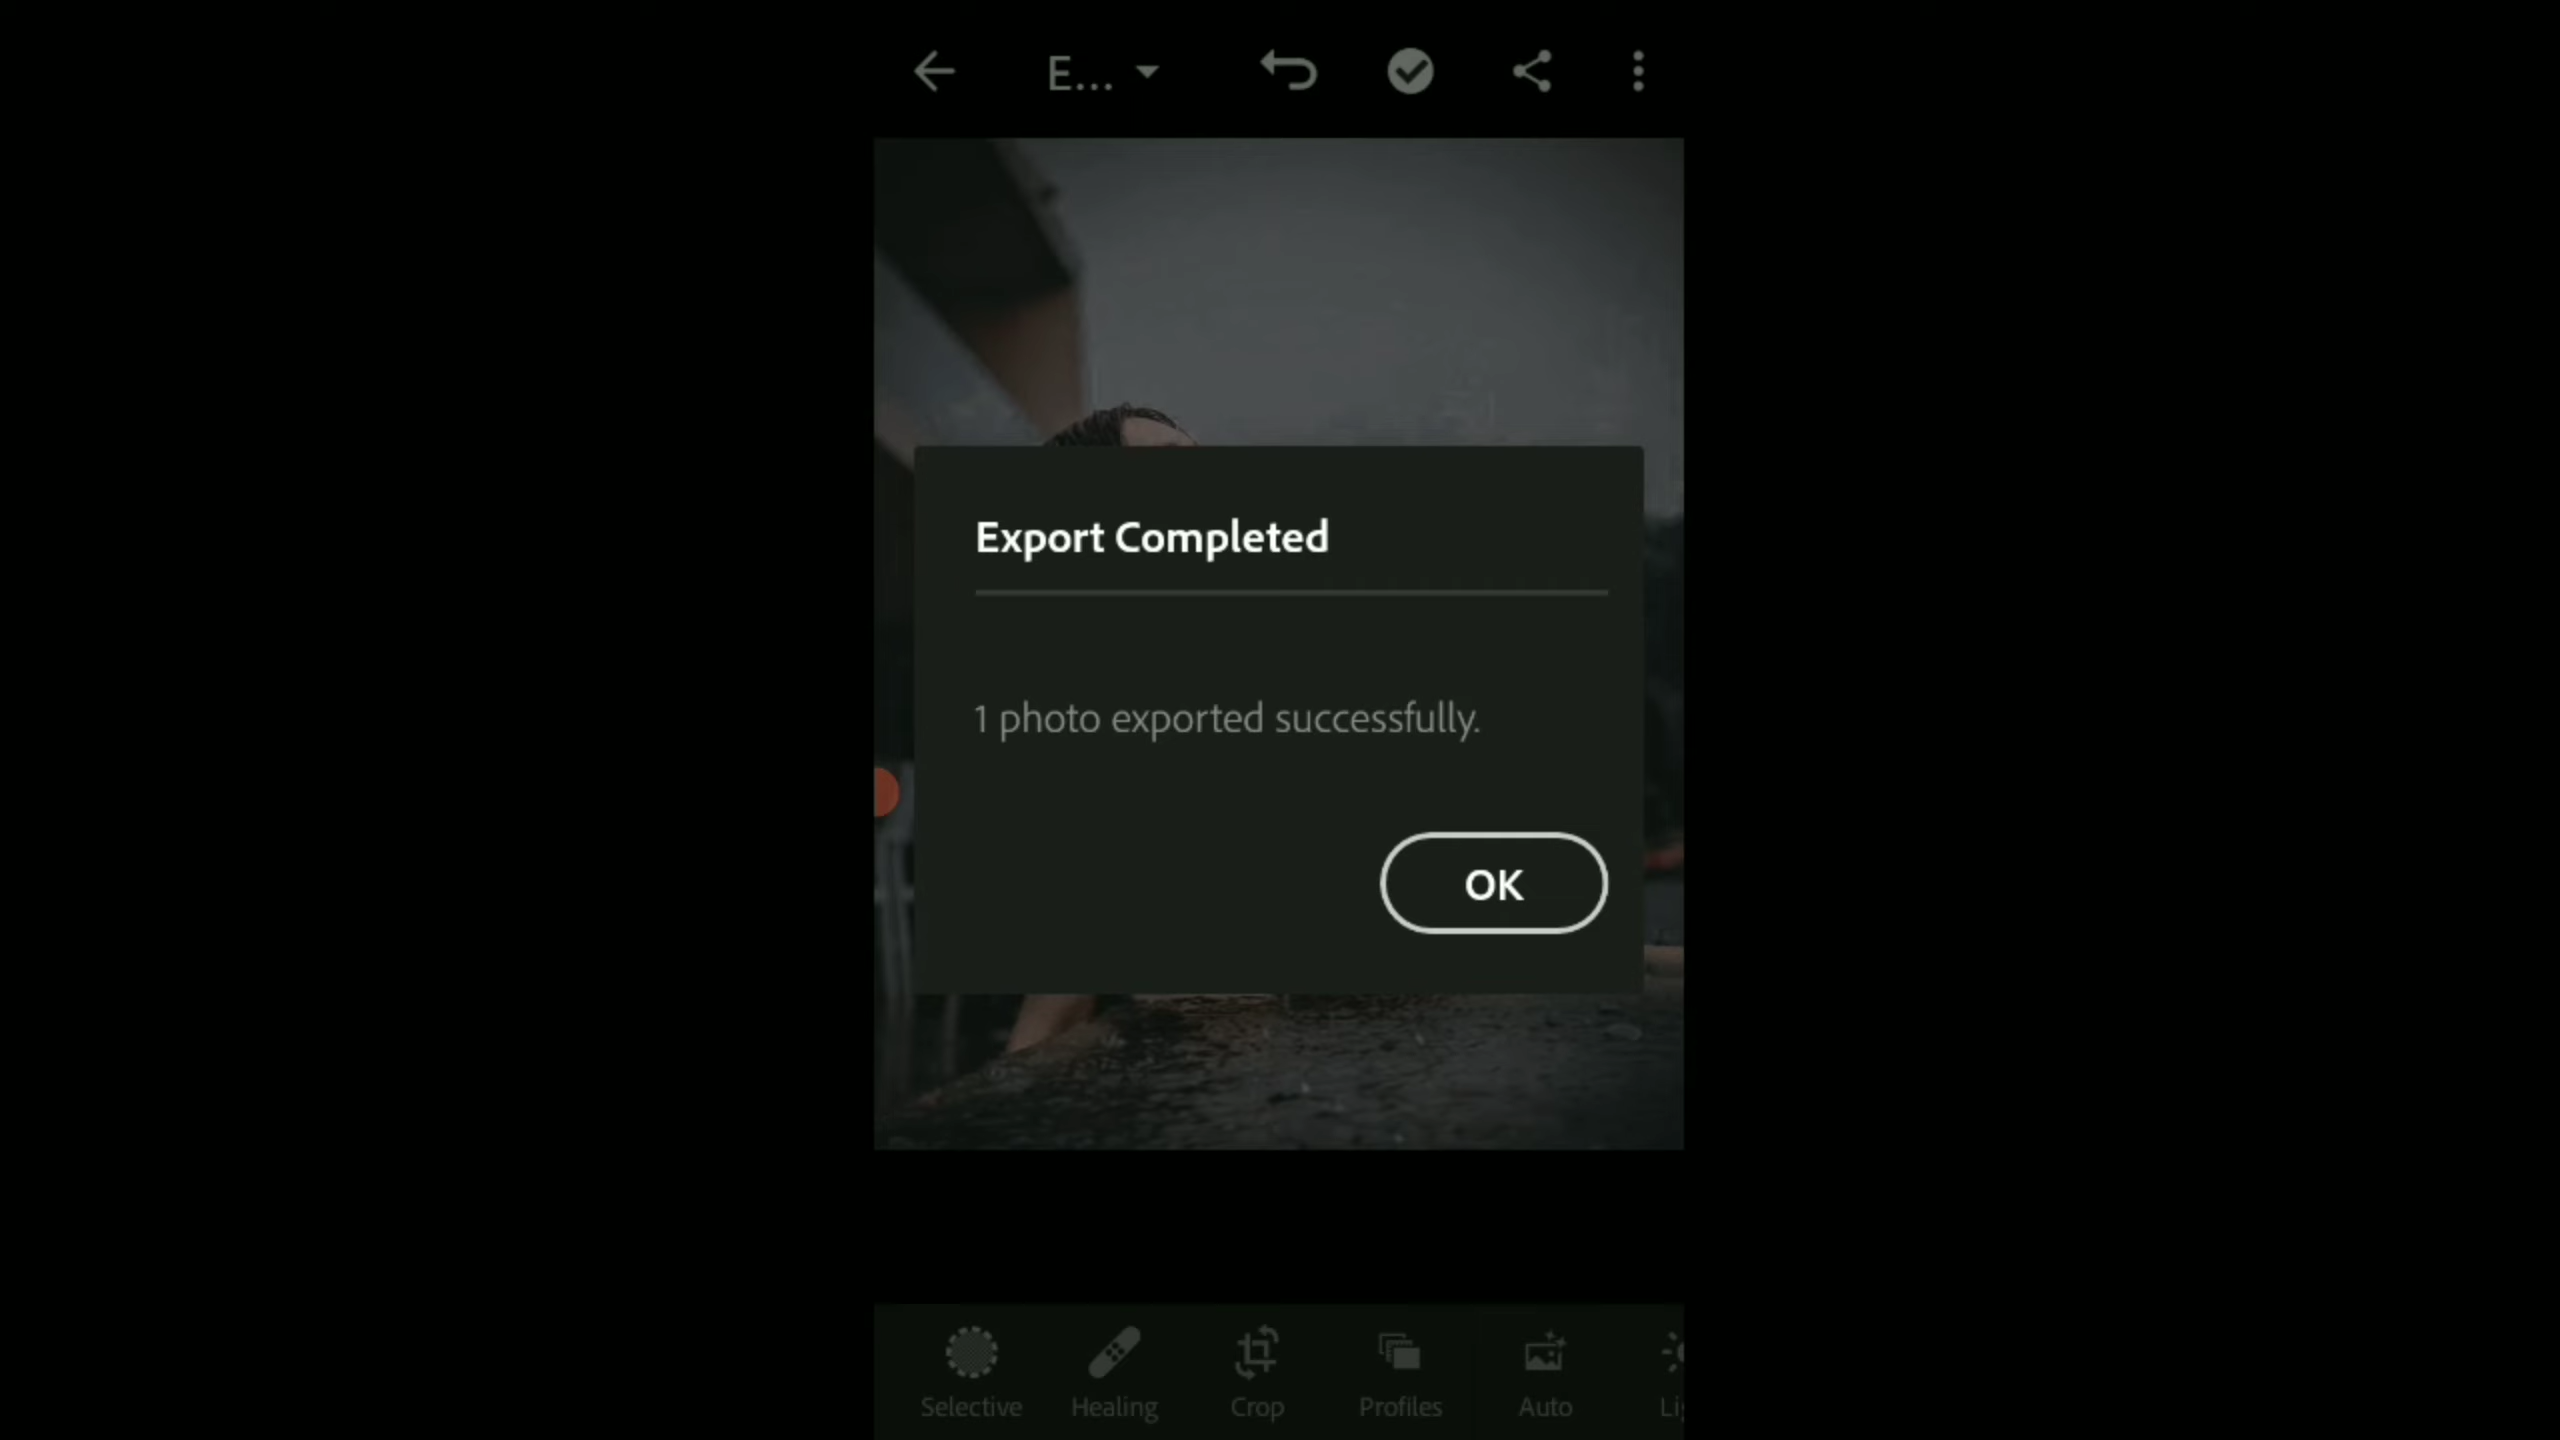 E...
Export Completed
1 photo exported successfully.
OK
Selective Healing Crop Profiles Auto